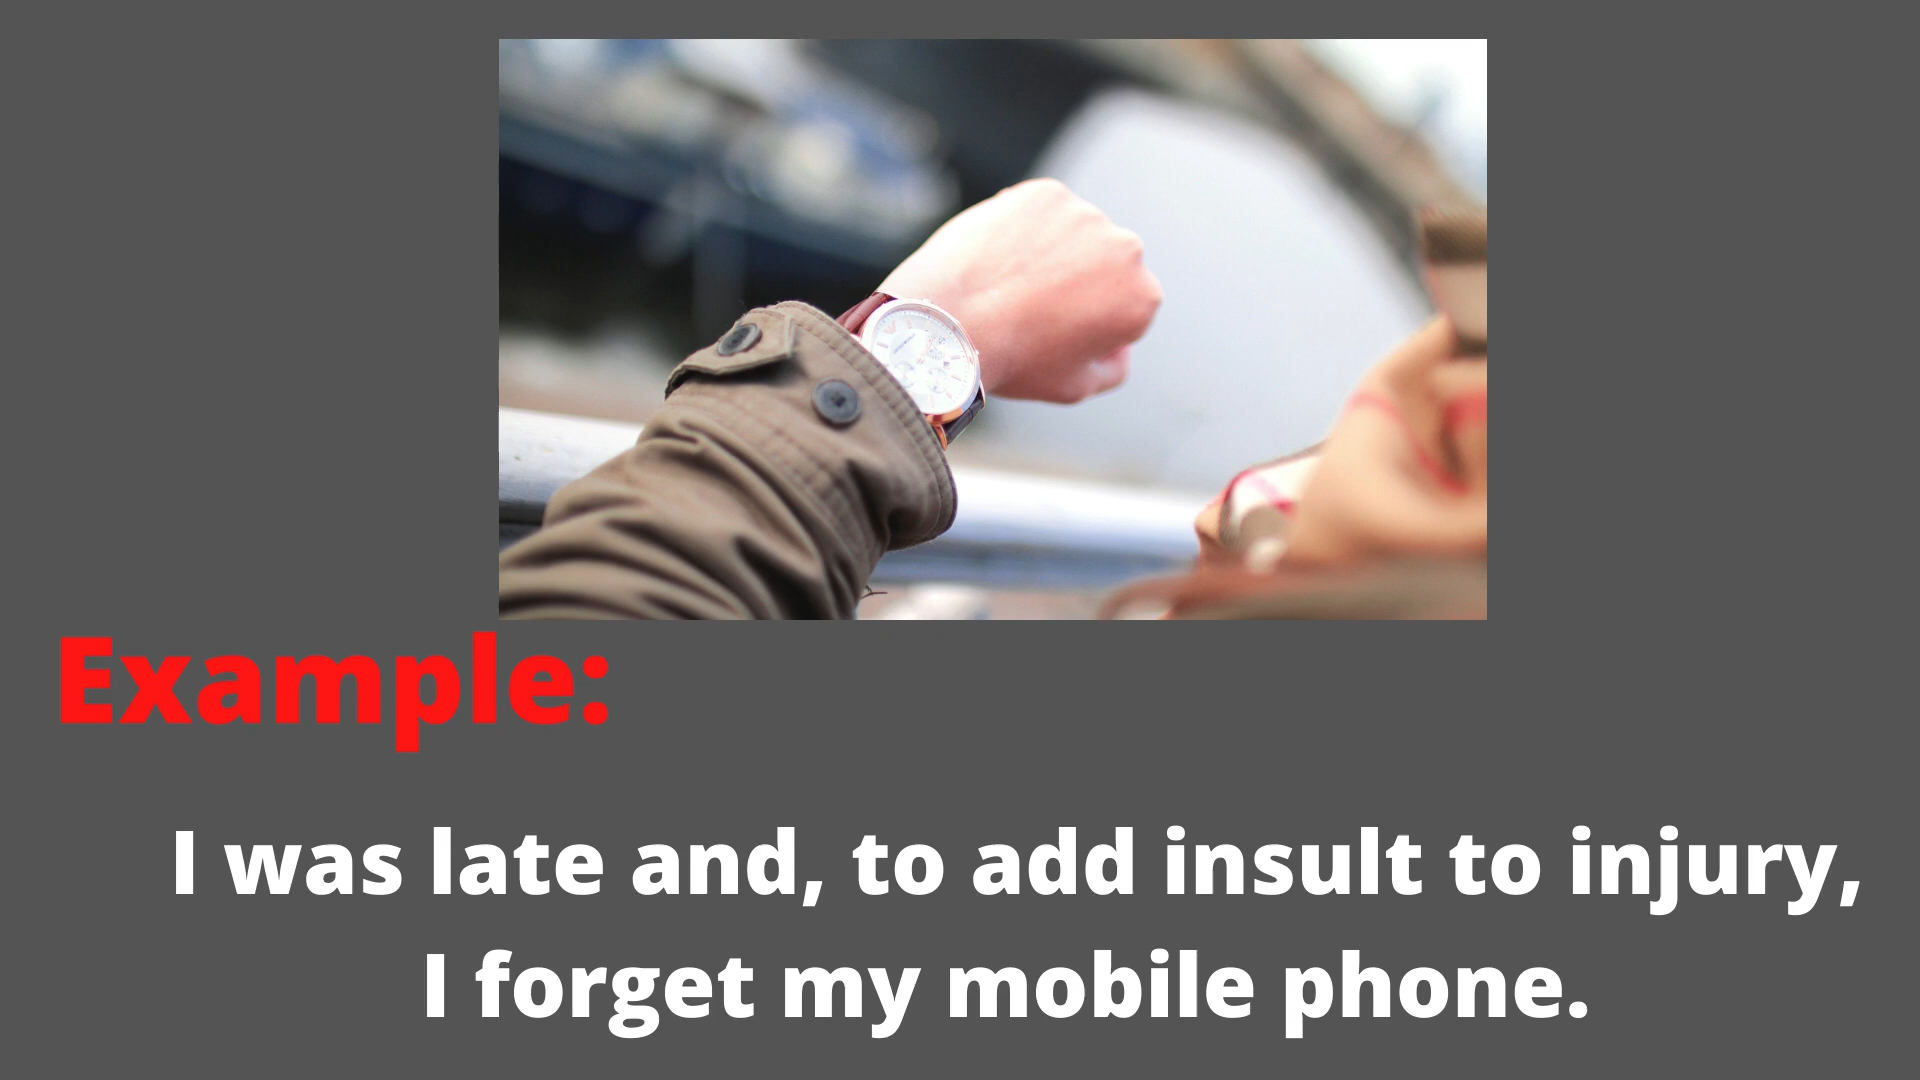 Example:
I was late and, to add insult to injury,
I forget my mobile phone.